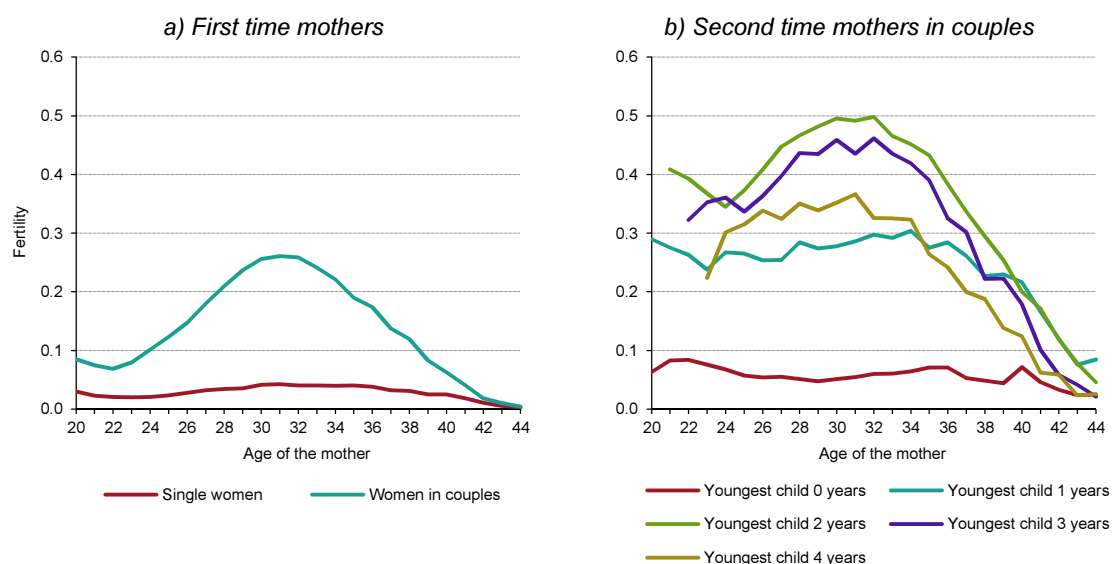 a) First time mothers
0.6
0.5
0.4
0.3
0.2
0.1
0.0
Fertility
20 22 24 26 28 30 32 34 36 38 40 42 44
Age of the mother
Single women
Women in couples
b) Second time mothers in couples
0.6
0.5
0.4
0.3
0.2
0.1
0.0
20 22 24 26 28 30 32 34 36 38 40 42 44
Age of the mother
Youngest child 0 years
Youngest child 1 years
Youngest child 2 years
Youngest child 3 years
Youngest child 4 years